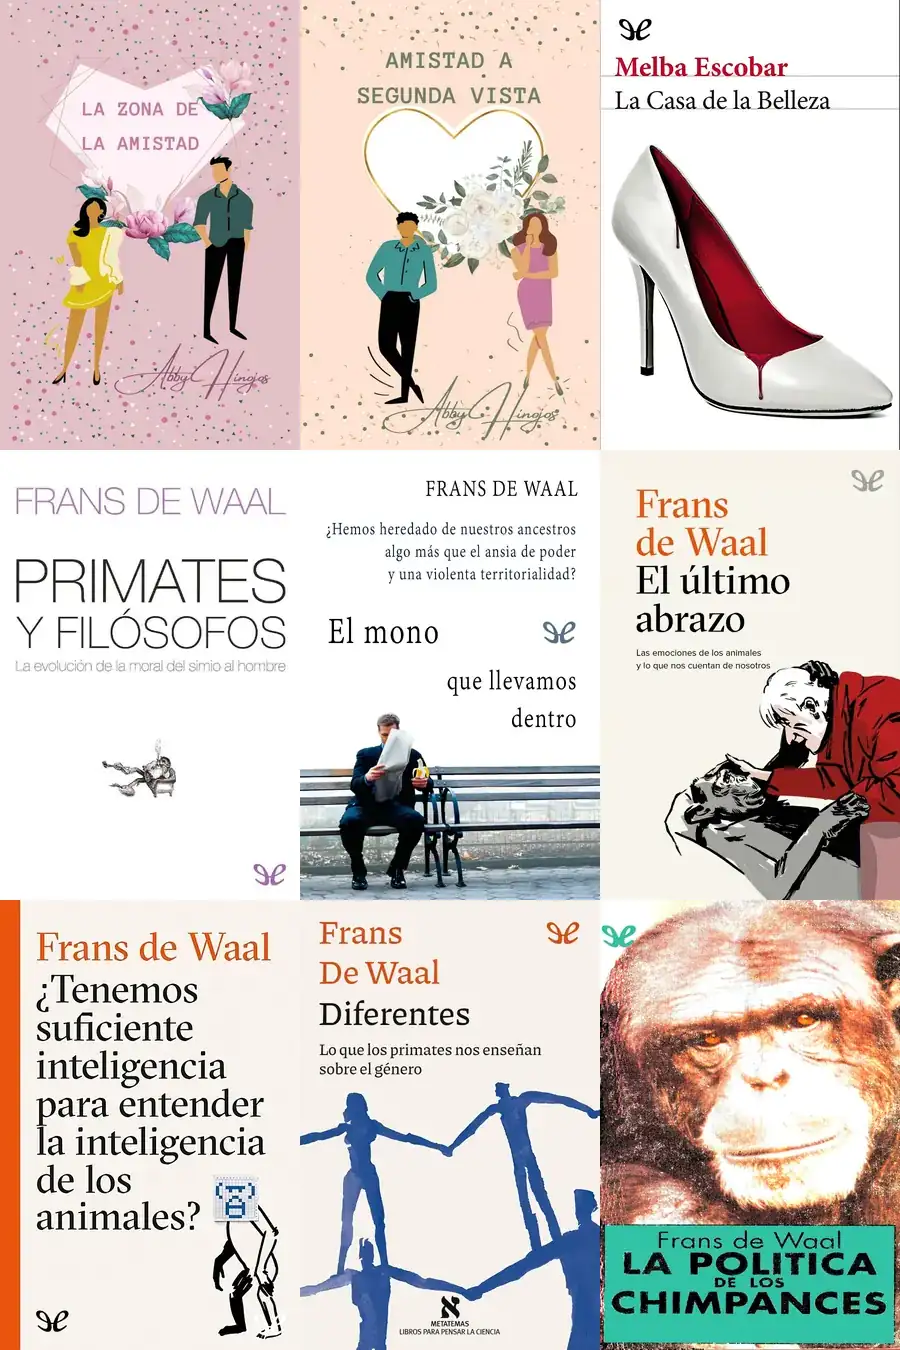 LA ZONA DE
LA AMISTAD
Abby Hinojos
AMISTAD A
SEGUNDA VISTA
Abby Hinojos
Melba Escobar
La Casa de la Belleza
FRANS DE WAAL
PRIMATES
Y FILÓSOFOS
La evolución de la moral del simio al hombre
FRANS DE WAAL
¿Hemos heredado de nuestros ancestros
algo más que el ansia de poder
y una violenta territorialidad?
El mono
que llevamos
dentro
Frans
de Waal
El último
abrazo
Las emociones de los animales
y lo que nos cuentan de nosotros
Frans de Waal
¿Tenemos
suficiente
inteligencia
para entender
la inteligencia
de los
animales?
Frans
De Waal
Diferentes
Lo que los primates nos enseñan
sobre el género
METATEMAS
LIBROS PARA PENSAR LA CIENCIA
Frans de Waal
LA POLITICA
DE LOS
CHIMPANCES